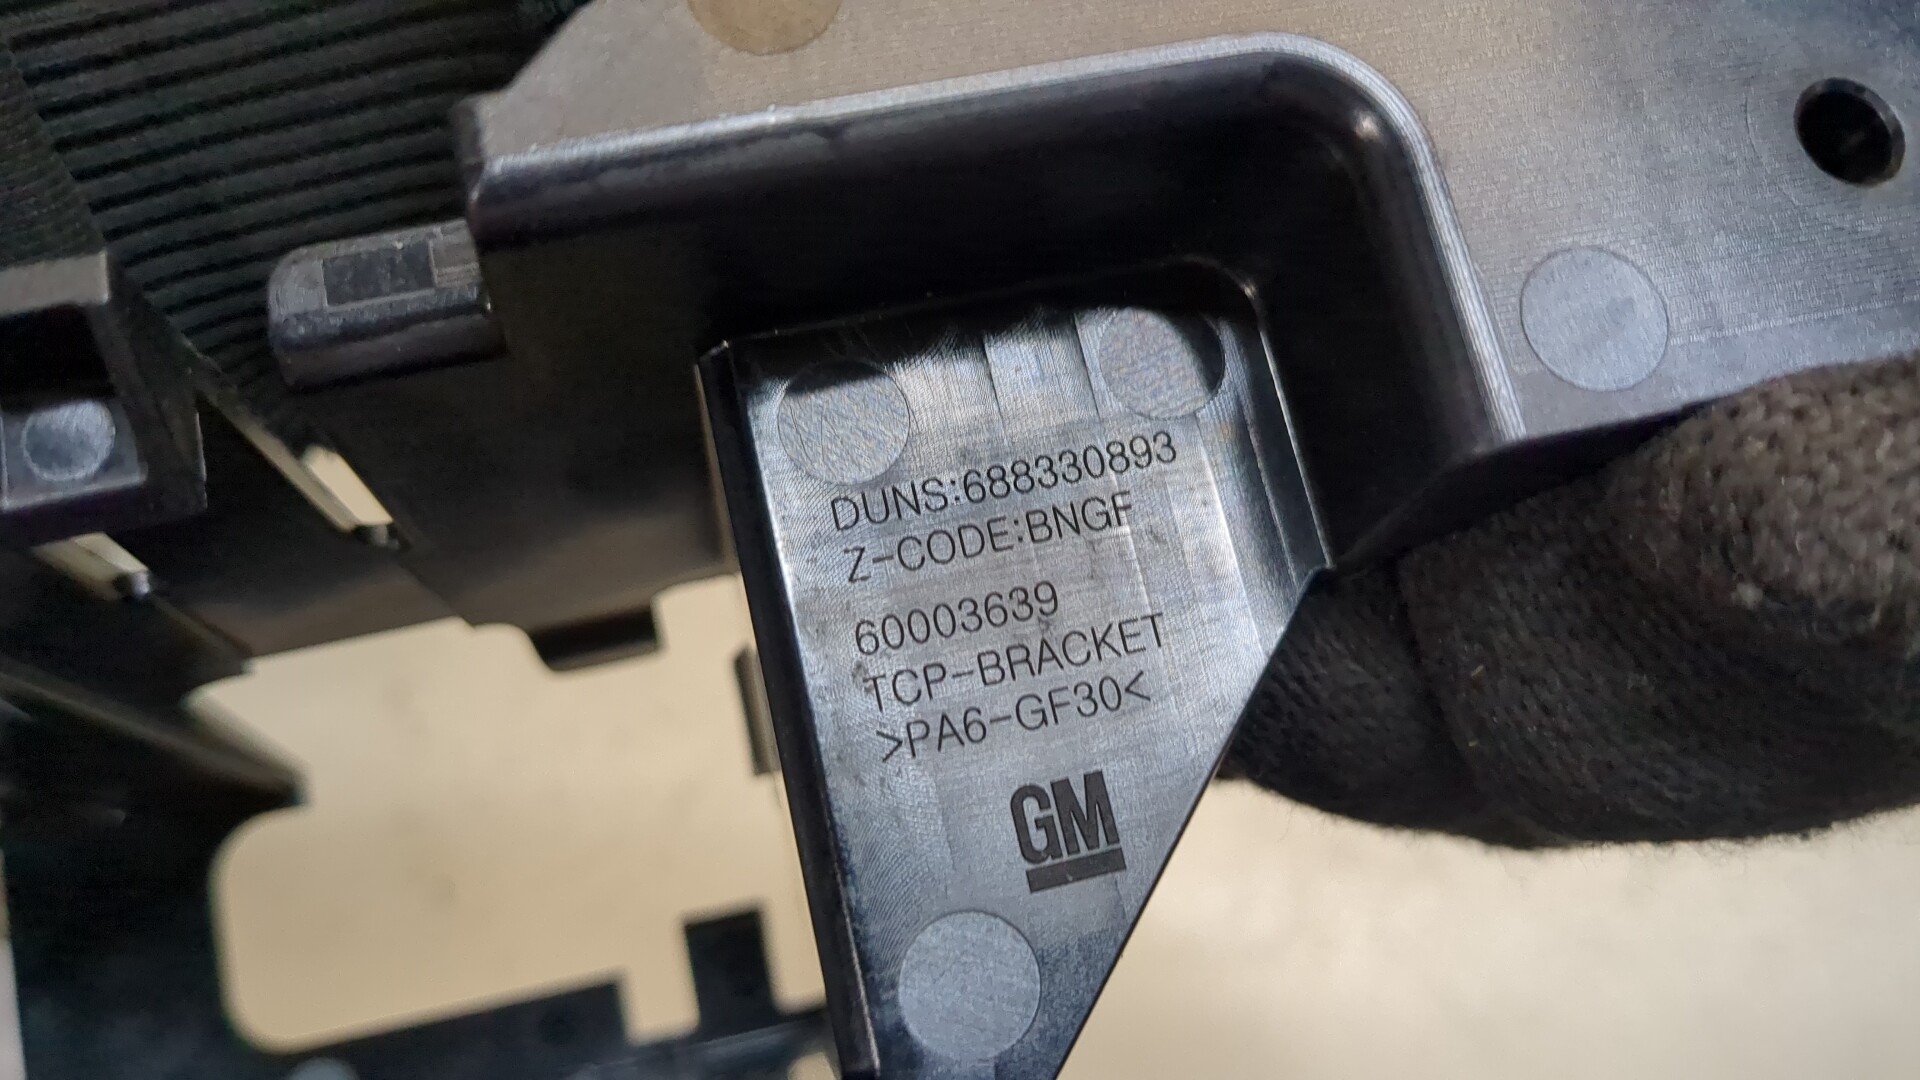 DUNS:688330893
Z-CODE:BNGF
60003639
TCP-BRACKET
>PA6-GF30<
GM